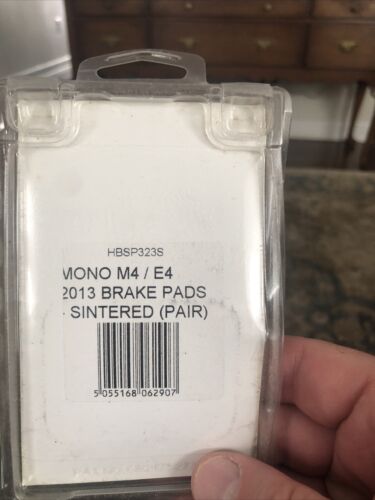 HBSP323S
MONO M4 / E4
2013 BRAKE PADS
- SINTERED (PAIR)
5 055168 062907